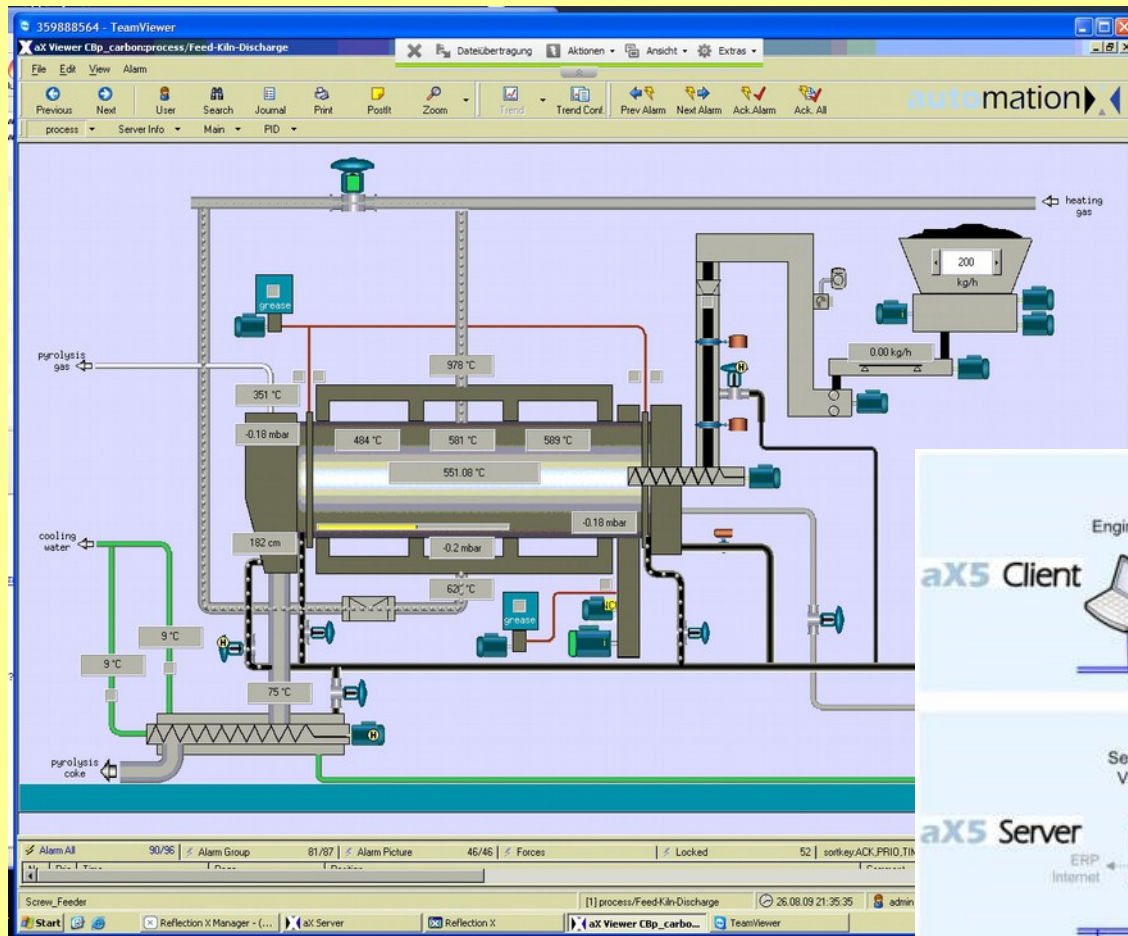 359888564 - TeamViewer
aX Viewer CBp_carbon:process/Feed-Kiln-Discharge
Dateiübertragung Aktionen Ansicht Extras
File Edit View Alarm
Previous Next User Search Journal Print PostIt Zoom Trend Trend Conf. Prev Alarm Next Alarm Ack.Alarm Ack. All
automation
process Server Info Main PID
heating
gas
200
kg/h
grease
0.00 kg/h
pyrolysis
gas
978 °C
351 °C
-0.18 mbar
484 °C 581 °C 589 °C
551.08 °C
-0.18 mbar
cooling
water
182 cm
-0.2 mbar
grease
9 °C
9 °C
75 °C
H
pyrolysis
coke
aX5 Client
aX5 Server
ERP
Internet
Alarm All 90/96 Alarm Group 81/87 Alarm Picture 46/46 Forces Locked 52
Screw_Feeder [1] process/Feed-Kiln-Discharge 26.08.09 21:35:35 admin
Start Reflection X Manager - (... aX Server Reflection X aX Viewer CBp_carbo... TeamViewer